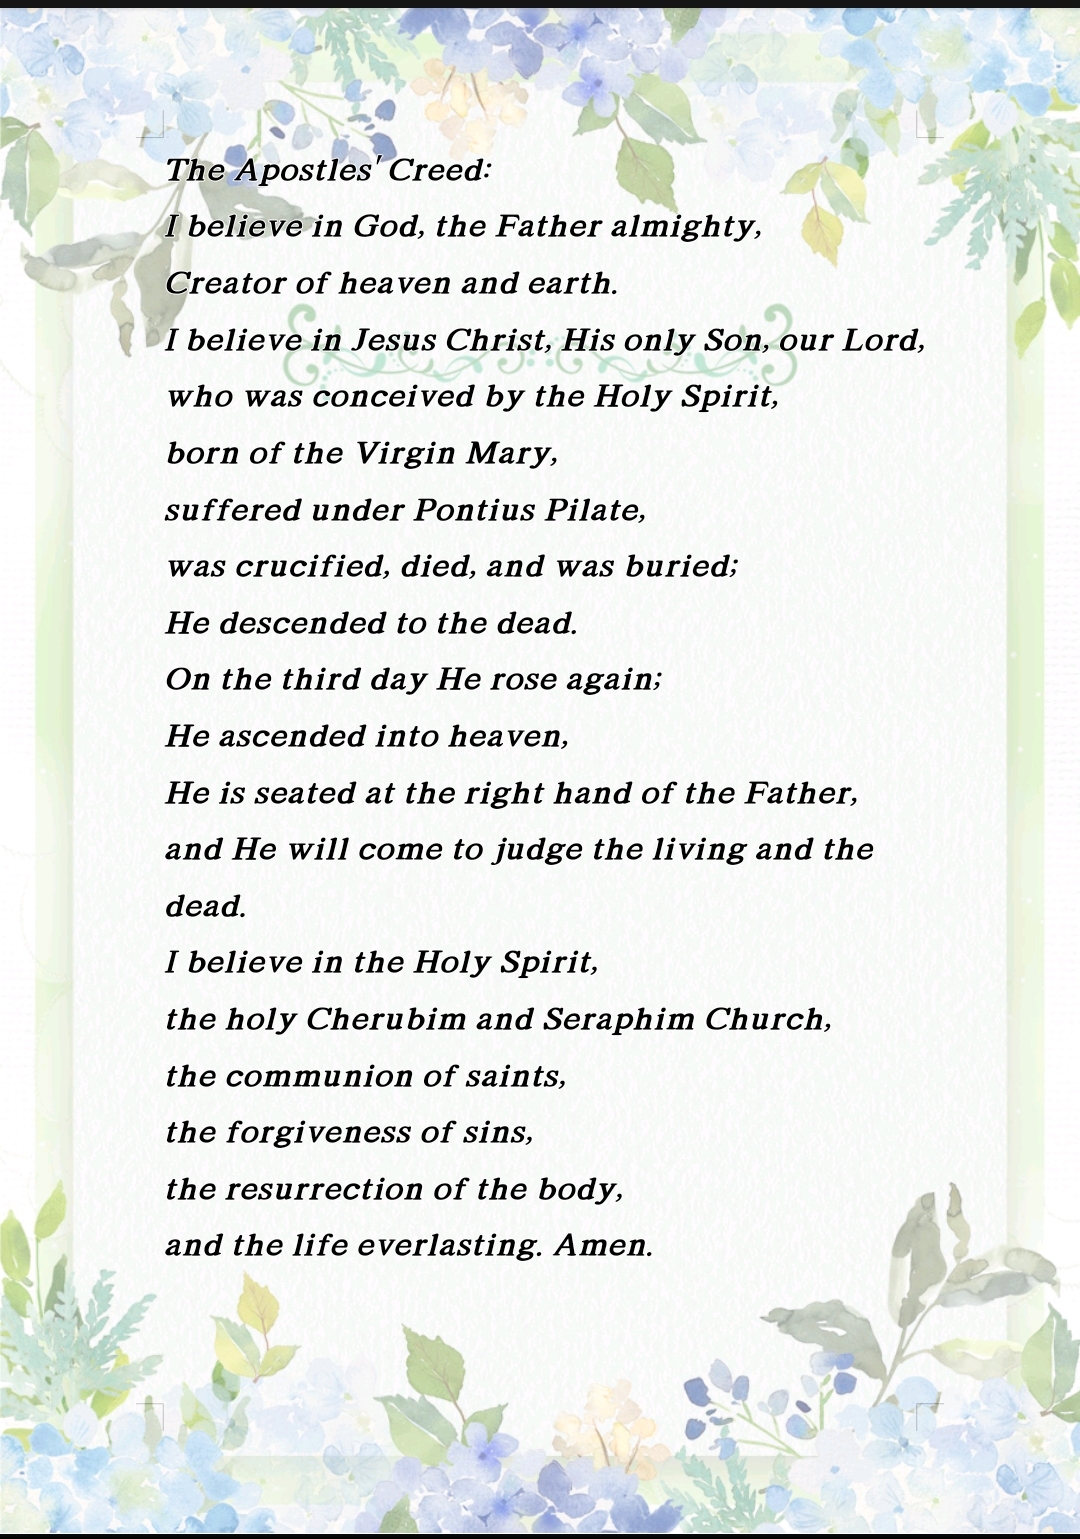 The Apostles' Creed:
I believe in God, the Father almighty,
Creator of heaven and earth.
I believe in Jesus Christ, His only Son, our Lord,
who was conceived by the Holy Spirit,
born of the Virgin Mary,
suffered under Pontius Pilate,
was crucified, died, and was buried;
He descended to the dead.
On the third day He rose again;
He ascended into heaven,
He is seated at the right hand of the Father,
and He will come to judge the living and the
dead.
I believe in the Holy Spirit,
the holy Cherubim and Seraphim Church,
the communion of saints,
the forgiveness of sins,
the resurrection of the body,
and the life everlasting. Amen.